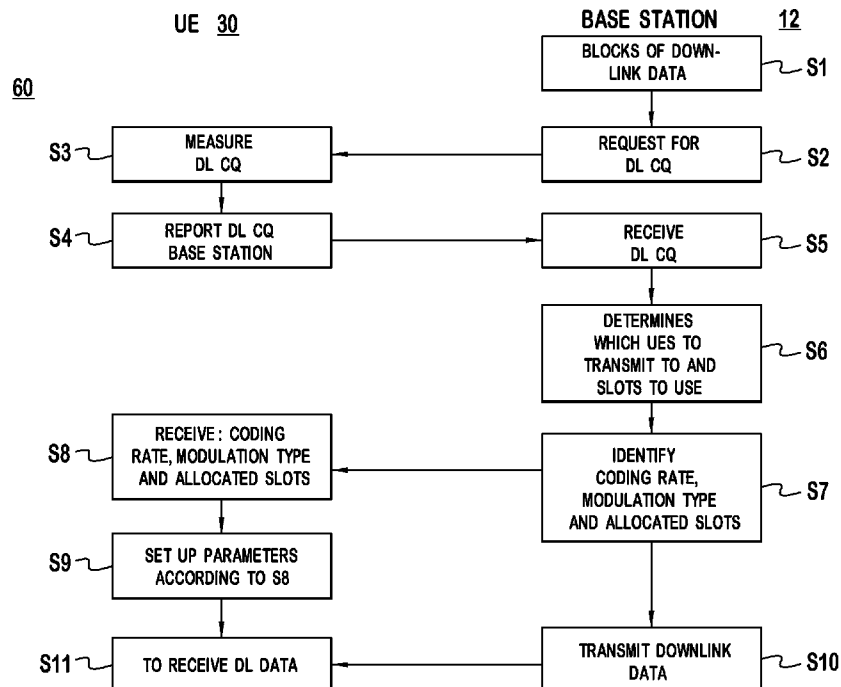 UE 30
BASE STATION 12
60
BLOCKS OF DOWN-
LINK DATA
S1
S3
MEASURE
DL CQ
REQUEST FOR
DL CQ
S2
S4
REPORT DL CQ
BASE STATION
RECEIVE
DL CQ
S5
DETERMINES
WHICH UES TO
TRANSMIT TO AND
SLOTS TO USE
S6
S8
RECEIVE: CODING
RATE, MODULATION TYPE
AND ALLOCATED SLOTS
IDENTIFY
CODING RATE,
MODULATION TYPE
AND ALLOCATED SLOTS
S7
S9
SET UP PARAMETERS
ACCORDING TO S8
S11
TO RECEIVE DL DATA
TRANSMIT DOWNLINK
DATA
S10